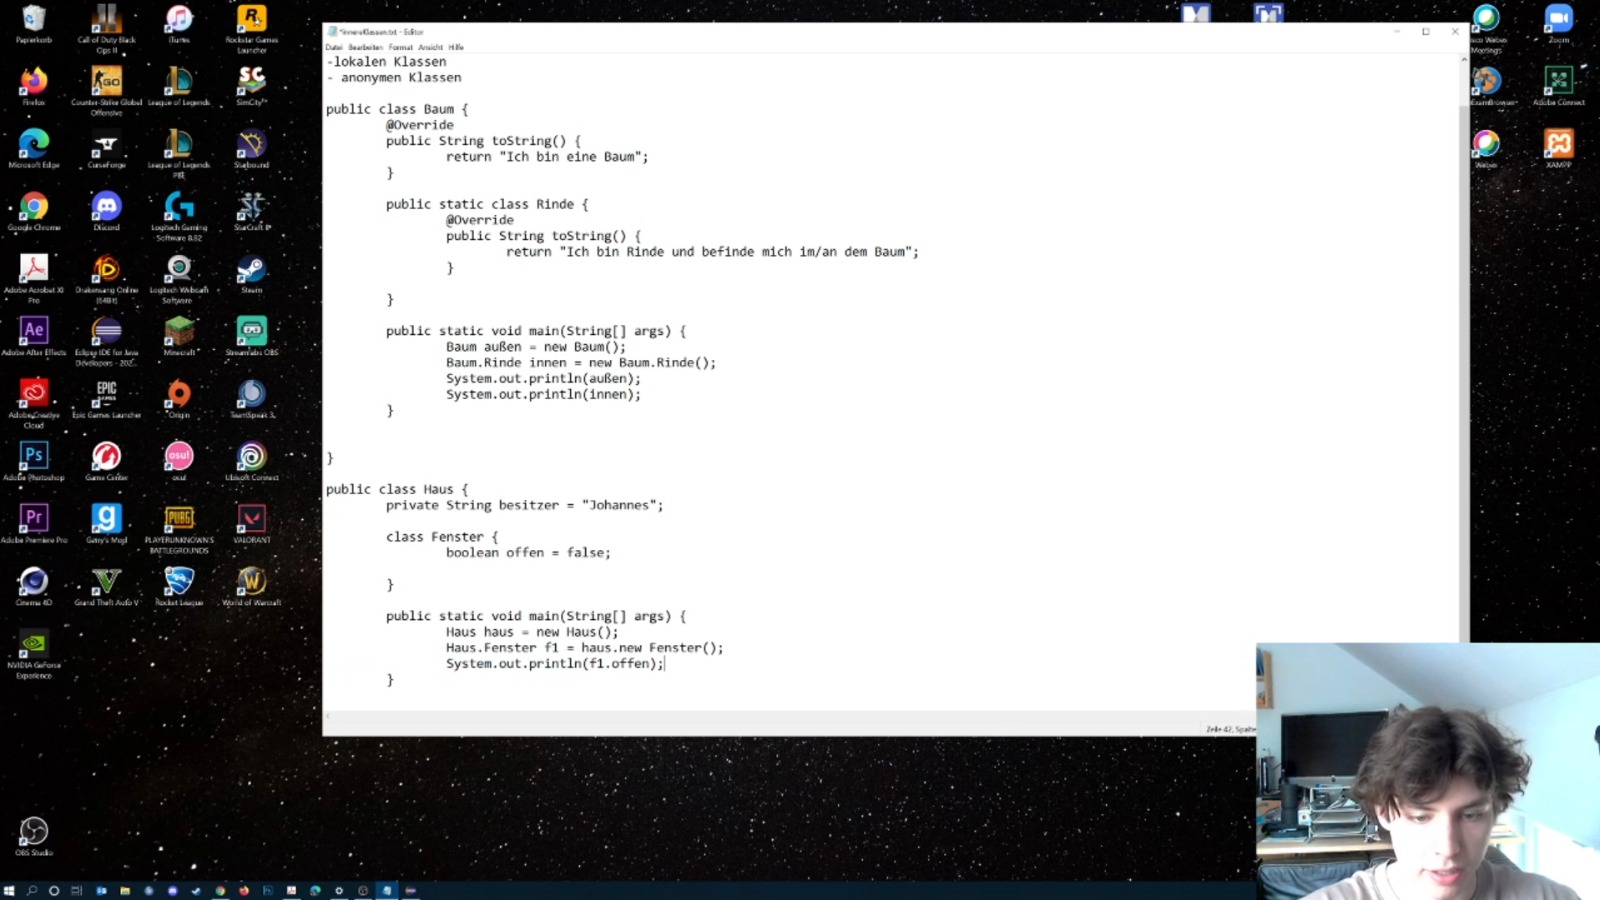 Papierkorb
Call of Duty Black Ops II
iTunes
Rockstar Games Launcher
Firefox
Counter-Strike Global Offensive
League of Legends
SimCity™
Microsoft Edge
CurseForge
League of Legends PBE
Starbound
Google Chrome
Discord
Logitech Gaming Software 8.82
StarCraft II
Adobe Acrobat XI Pro
Drakensang Online (64Bit)
Logitech Webcam Software
Steam
Adobe After Effects
Eclipse IDE for Java Developers - 202...
Minecraft
Streamlabs OBS
Adobe Creative Cloud
Epic Games Launcher
Origin
TeamSpeak 3
Adobe Photoshop
Game Center
osu!
Ubisoft Connect
Adobe Premiere Pro
Garry's Mod
PLAYERUNKNOWN'S BATTLEGROUNDS
VALORANT
Cinema 4D
Grand Theft Auto V
Rocket League
World of Warcraft
NVIDIA GeForce Experience
OBS Studio
*innereKlassen.txt - Editor
Datei Bearbeiten Format Ansicht Hilfe
-lokalen Klassen
- anonymen Klassen
public class Baum {
@Override
public String toString() {
return "Ich bin eine Baum";
}
public static class Rinde {
@Override
public String toString() {
return "Ich bin Rinde und befinde mich im/an dem Baum";
}
}
public static void main(String[] args) {
Baum außen = new Baum();
Baum.Rinde innen = new Baum.Rinde();
System.out.println(außen);
System.out.println(innen);
}
}
public class Haus {
private String besitzer = "Johannes";
class Fenster {
boolean offen = false;
}
public static void main(String[] args) {
Haus haus = new Haus();
Haus.Fenster f1 = haus.new Fenster();
System.out.println(f1.offen);
}
Zeile 42, Spalte
Webex Meetings
Zoom
ExamBrowser
Adobe Connect
Webex
XAMPP